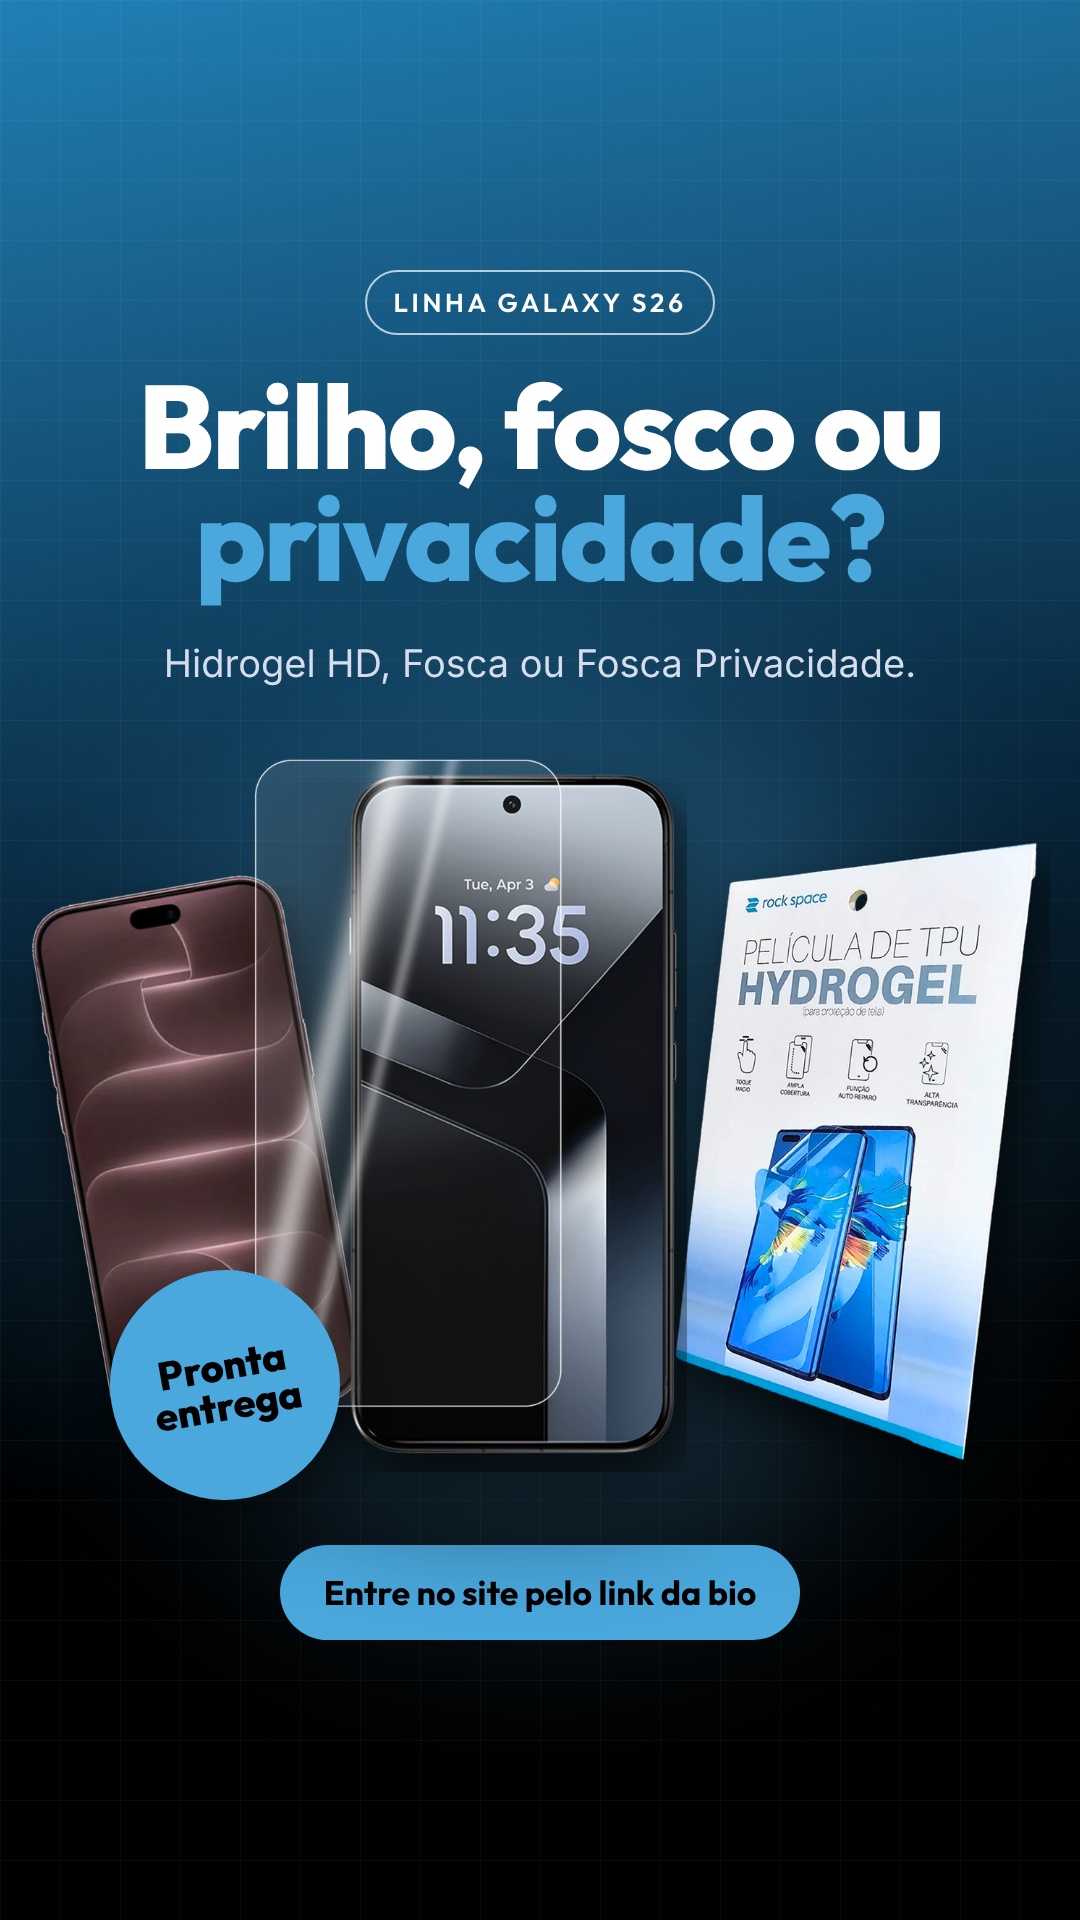 LINHA GALAXY S26
Brilho, fosco ou
privacidade?
Hidrogel HD, Fosca ou Fosca Privacidade.
Tue, Apr 3
11:35
rock space
PELÍCULA DE TPU
HYDROGEL
(para proteção de tela)
TOQUE
MACIO
AMPLA
COBERTURA
FUNÇÃO
AUTO REPARO
ALTA
TRANSPARÊNCIA
Pronta
entrega
Entre no site pelo link da bio